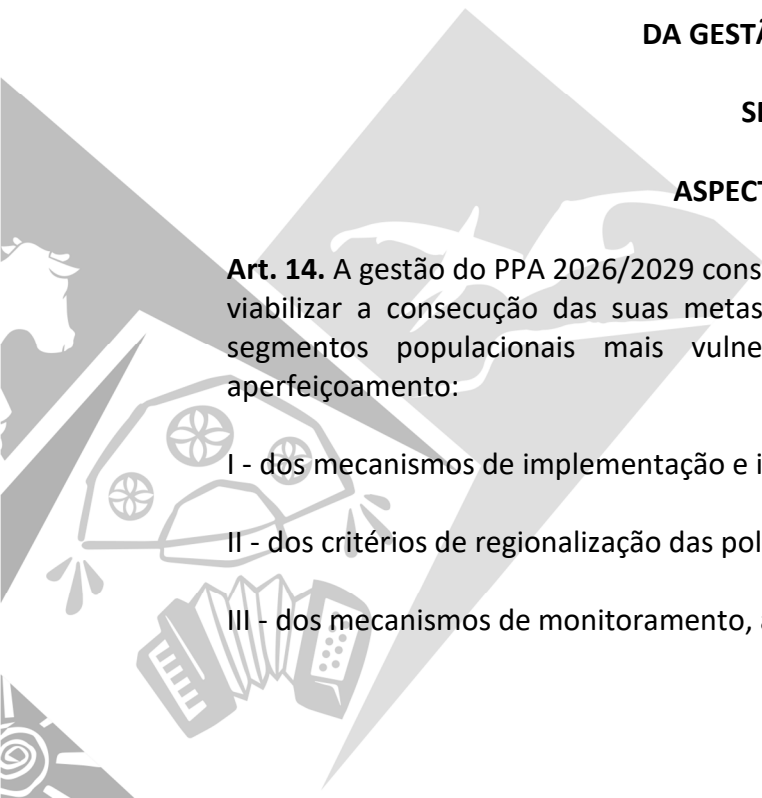 DA GESTÃ
SE
ASPECT
Art. 14. A gestão do PPA 2026/2029 cons
viabilizar a consecução das suas metas
segmentos populacionais mais vulne
aperfeiçoamento:
I - dos mecanismos de implementação e i
II - dos critérios de regionalização das pol
III - dos mecanismos de monitoramento, a